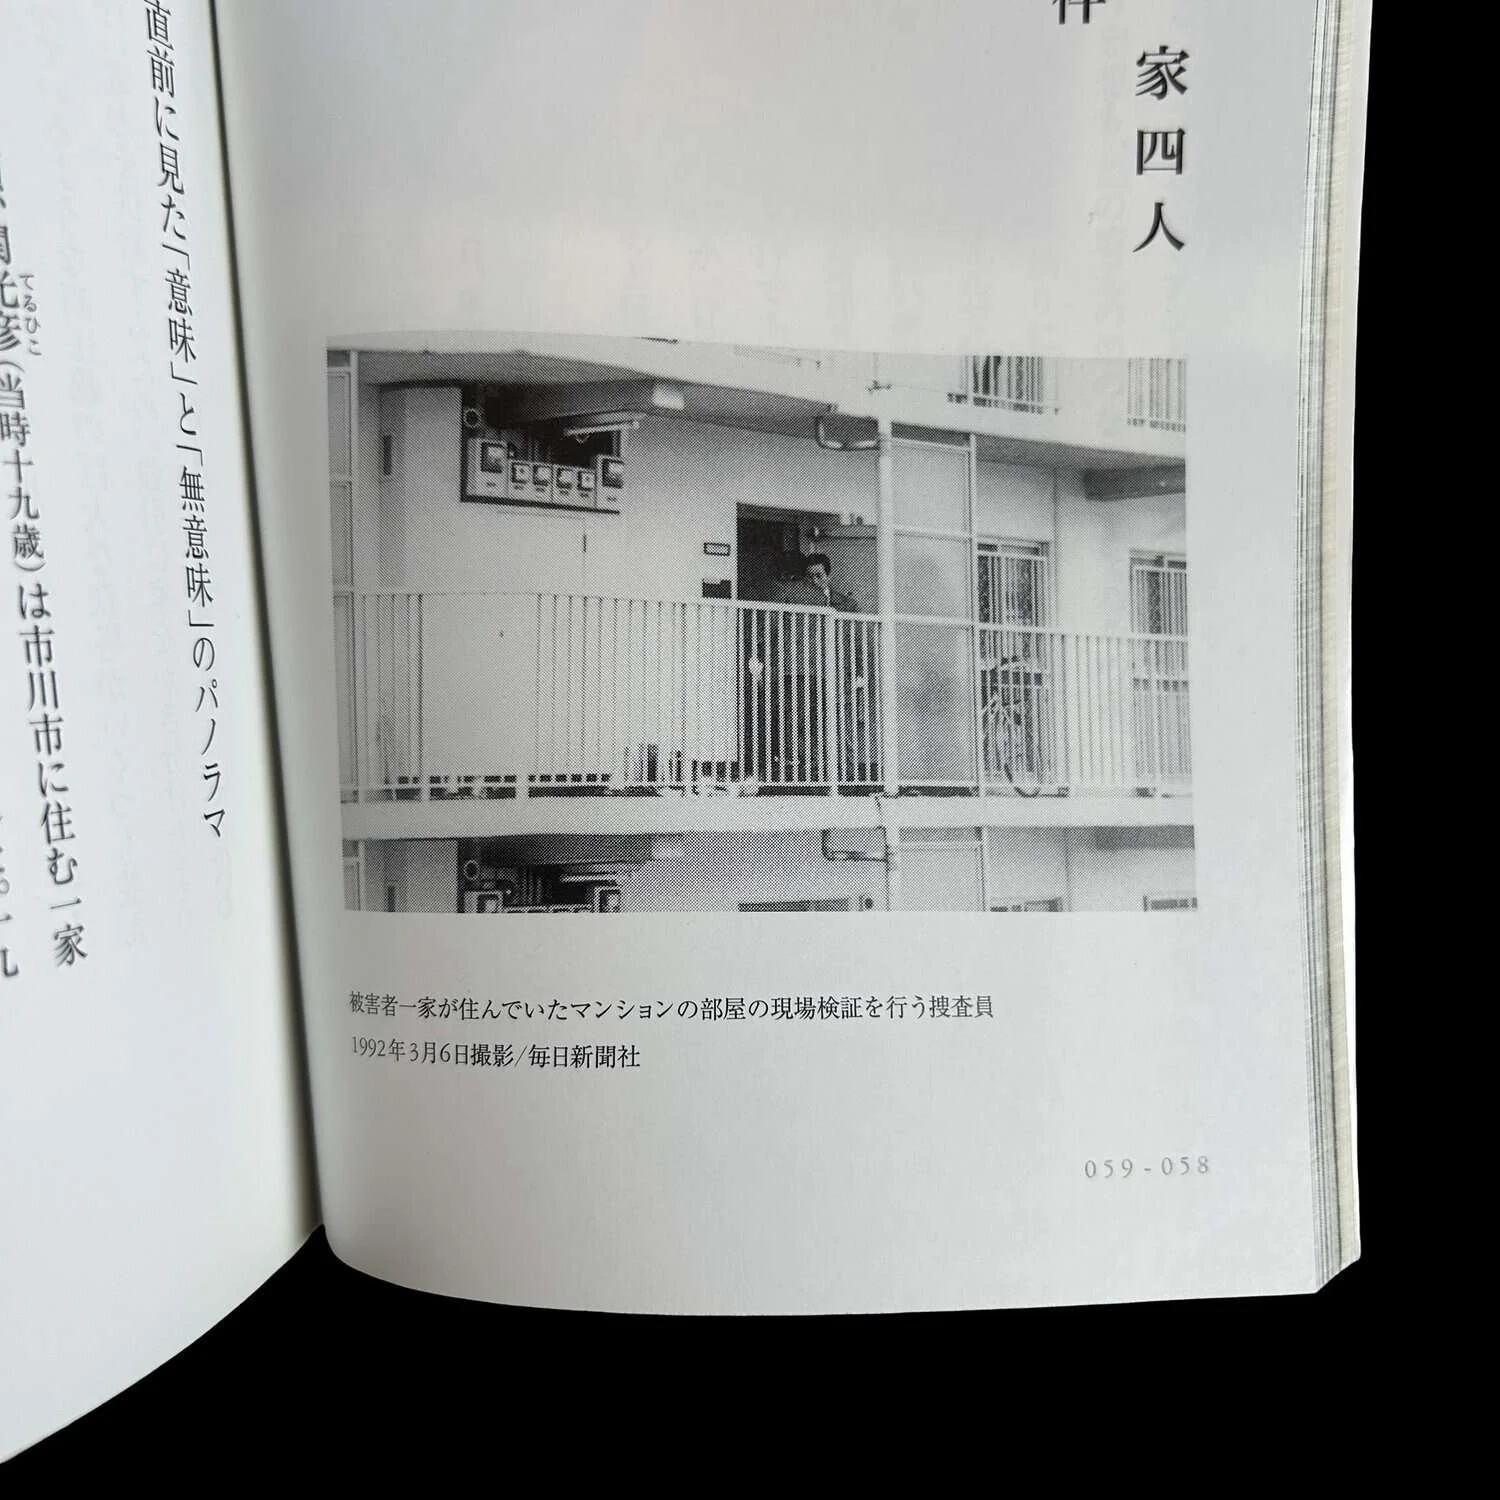 家四人
被害者一家が住んでいたマンションの部屋の現場検証を行う捜査員
1992年3月6日撮影/毎日新聞社
059-058
直前に見た「意味」と「無意味」のパノラマ
光彦(当時十九歳)は市川市に住む一家
てるひこ